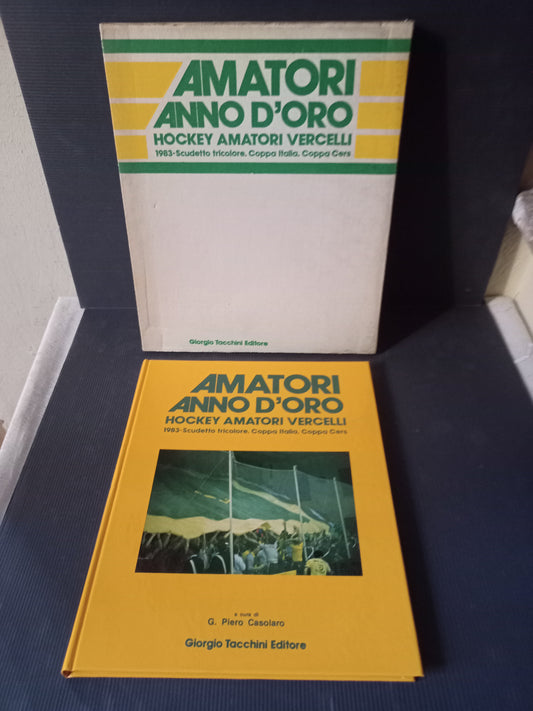 AMATORI
ANNO D'ORO
HOCKEY AMATORI VERCELLI
1983-Scudetto tricolore, Coppa Italia, Coppa Cers
Giorgio Tacchini Editore
AMATORI
ANNO D'ORO
HOCKEY AMATORI VERCELLI
1983-Scudetto tricolore, Coppa Italia, Coppa Cers
a cura di
G. Piero Casolaro
Giorgio Tacchini Editore